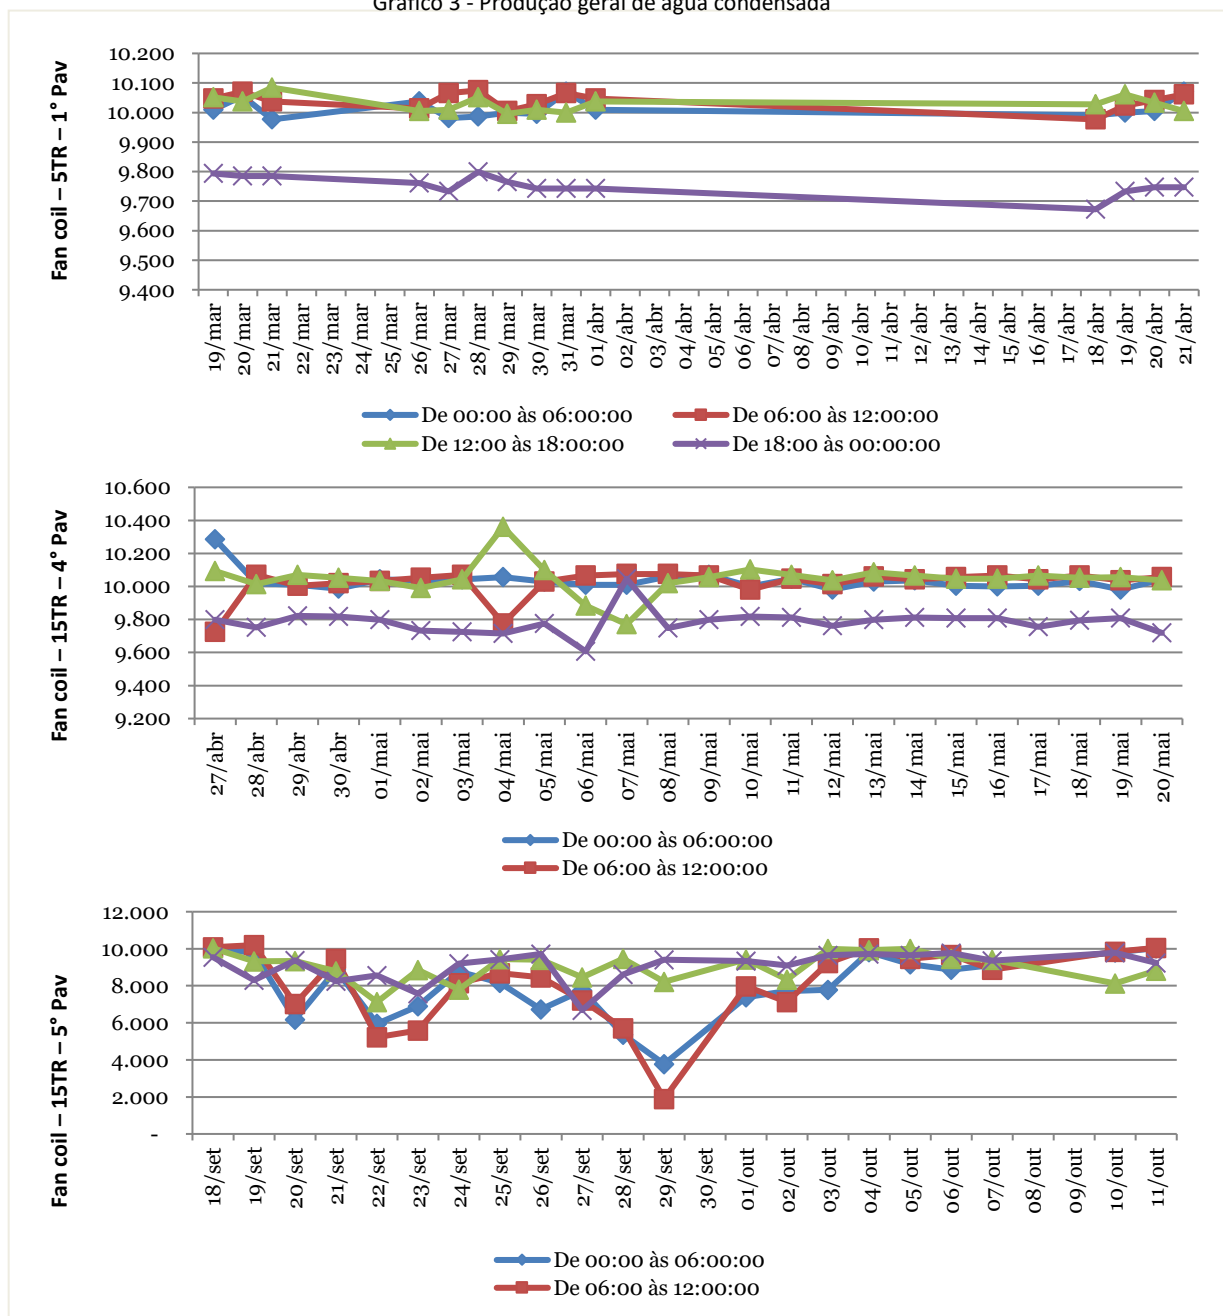 Gráfico 3 - Produção geral de água condensada
Fan coil – 5TR – 1° Pav
10.200
10.100
10.000
9.900
9.800
9.700
9.600
9.500
9.400
19/mar 20/mar 21/mar 22/mar 23/mar 24/mar 25/mar 26/mar 27/mar 28/mar 29/mar 30/mar 31/mar 01/abr 02/abr 03/abr 04/abr 05/abr 06/abr 07/abr 08/abr 09/abr 10/abr 11/abr 12/abr 13/abr 14/abr 15/abr 16/abr 17/abr 18/abr 19/abr 20/abr 21/abr
De 00:00 às 06:00:00 De 06:00 às 12:00:00
De 12:00 às 18:00:00 De 18:00 às 00:00:00
Fan coil – 15TR – 4° Pav
10.600
10.400
10.200
10.000
9.800
9.600
9.400
9.200
27/abr 28/abr 29/abr 30/abr 01/mai 02/mai 03/mai 04/mai 05/mai 06/mai 07/mai 08/mai 09/mai 10/mai 11/mai 12/mai 13/mai 14/mai 15/mai 16/mai 17/mai 18/mai 19/mai 20/mai
De 00:00 às 06:00:00
De 06:00 às 12:00:00
Fan coil – 15TR – 5° Pav
12.000
10.000
8.000
6.000
4.000
2.000
-
18/set 19/set 20/set 21/set 22/set 23/set 24/set 25/set 26/set 27/set 28/set 29/set 30/set 01/out 02/out 03/out 04/out 05/out 06/out 07/out 08/out 09/out 10/out 11/out
De 00:00 às 06:00:00
De 06:00 às 12:00:00